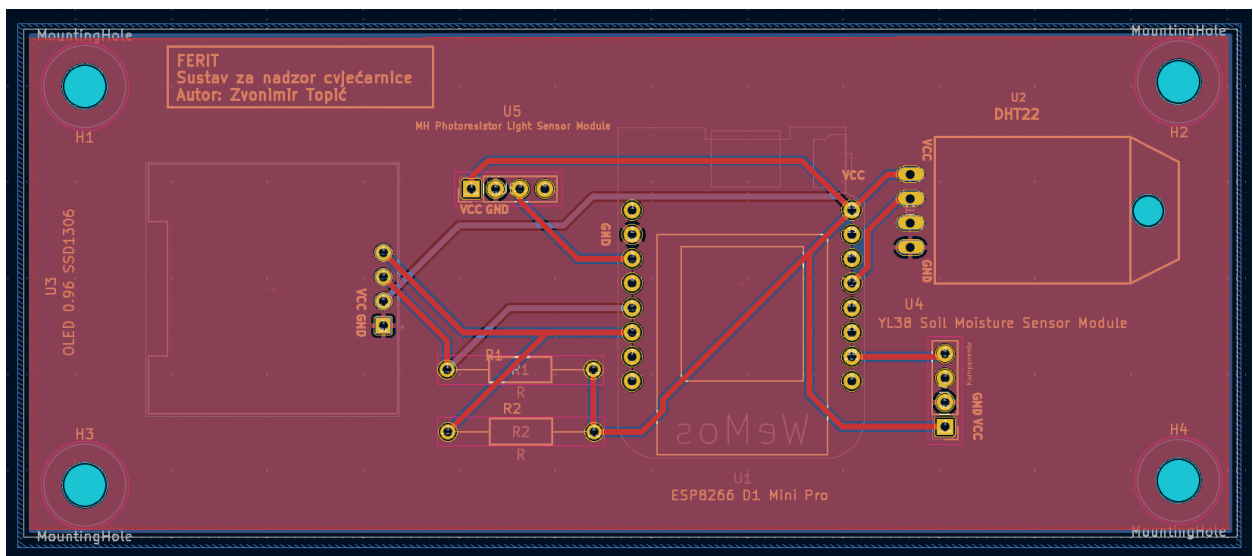 MountingHole
MountingHole
FERIT
Sustav za nadzor cvjećarnice
Autor: Zvonimir Topić
H1
H2
U5
MH Photoresistor Light Sensor Module
U2
DHT22
VCC
VCC
VCC GND
GND
GND
U3
OLED 0.96 SSD1306
VCC GND
U4
YL38 Soil Moisture Sensor Module
Komponente
GND VCC
R1
R1
R
R2
R2
R
WeMos
U1
ESP8266 D1 Mini Pro
H3
H4
MountingHole
MountingHole